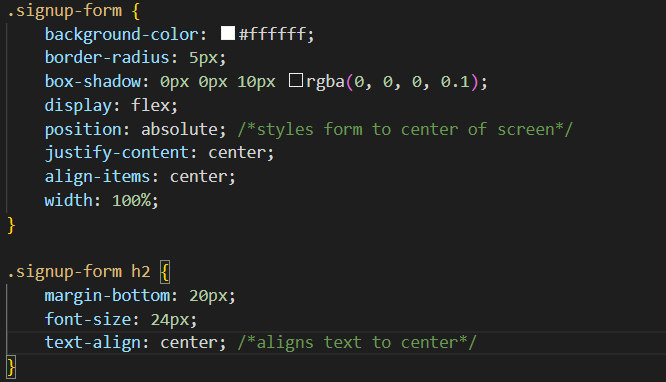 .signup-form {
    background-color: #ffffff;
    border-radius: 5px;
    box-shadow: 0px 0px 10px rgba(0, 0, 0, 0.1);
    display: flex;
    position: absolute; /*styles form to center of screen*/
    justify-content: center;
    align-items: center;
    width: 100%;
}

.signup-form h2 {
    margin-bottom: 20px;
    font-size: 24px;
    text-align: center; /*aligns text to center*/
}